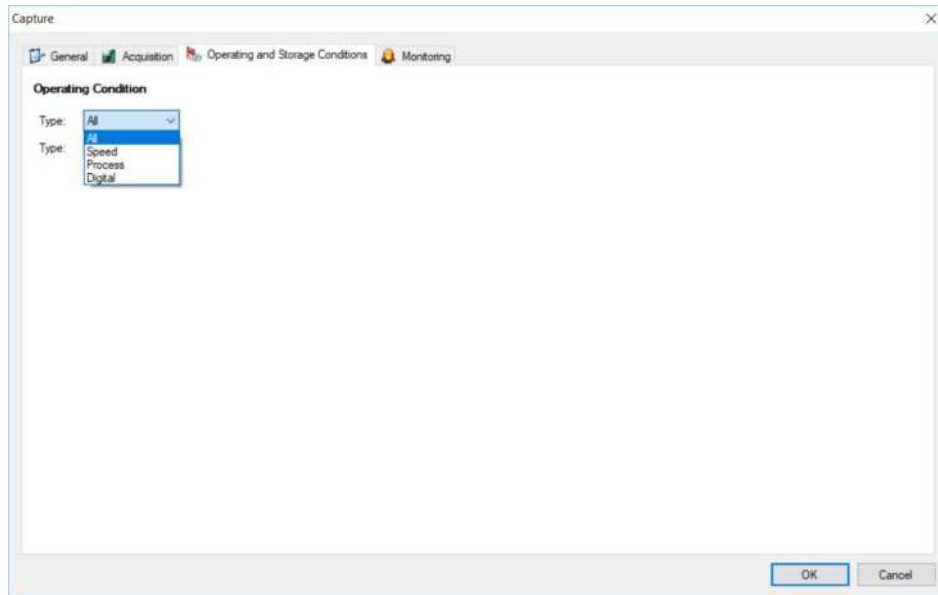 Capture
General Acquisition Operating and Storage Conditions Monitoring
Operating Condition
Type: All
All
Type: Speed
Process
Digital
OK Cancel